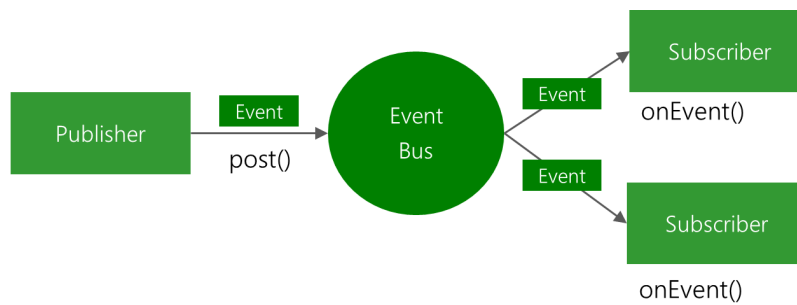 Publisher
Event
post()
Event
Bus
Event
Subscriber
onEvent()
Event
Subscriber
onEvent()